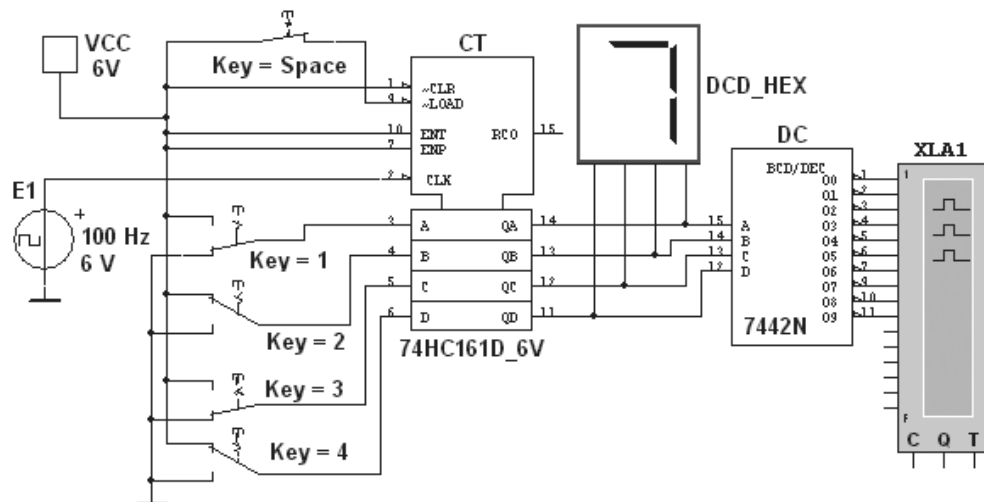 VCC
6V
Key = Space
CT
1 ~CLR
9 ~LOAD
10 ENT RCO 15
7 ENP
2 CLK
7
DCD_HEX
DC
BCD/DEC
XLA1
E1
+
100 Hz
6 V
Key = 1
Key = 2
Key = 3
Key = 4
3 A QA 14
4 B QB 13
5 C QC 12
6 D QD 11
74HC161D_6V
15 A
14 B
13 C
12 D
O0 1
O1 2
O2 3
O3 4
O4 5
O5 6
O6 7
O7 9
O8 10
O9 11
7442N
1
F
C Q T